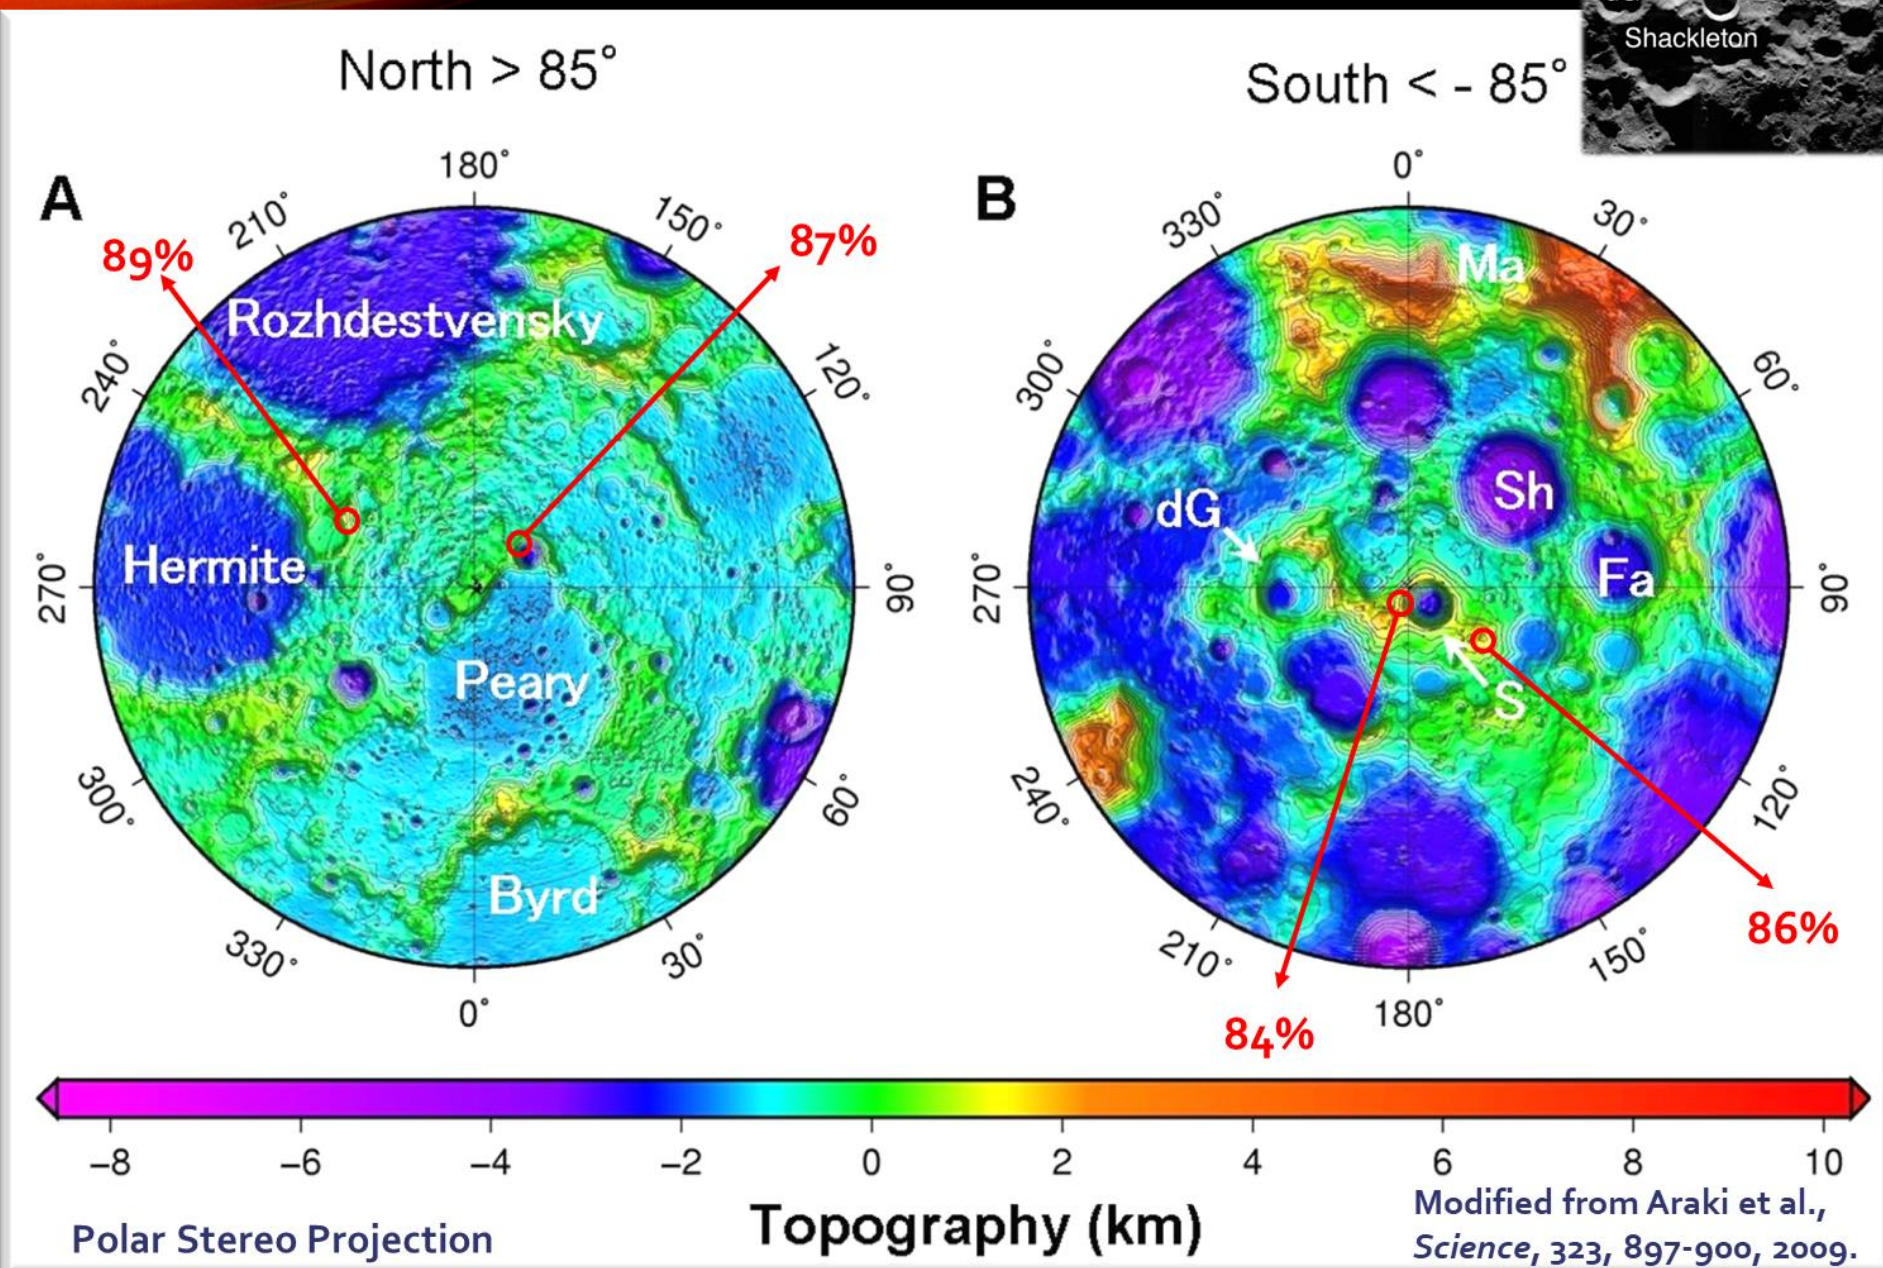 Shackleton
North > 85°
South < - 85°
A
180°
150°
120°
90°
60°
30°
0°
330°
300°
270°
240°
210°
89%
87%
Rozhdestvensky
Hermite
Peary
Byrd
B
0°
30°
60°
90°
120°
150°
180°
210°
240°
270°
300°
330°
Ma
Sh
dG
Fa
S
86%
84%
−8
−6
−4
−2
0
2
4
6
8
10
Topography (km)
Polar Stereo Projection
Modified from Araki et al.,
Science, 323, 897-900, 2009.